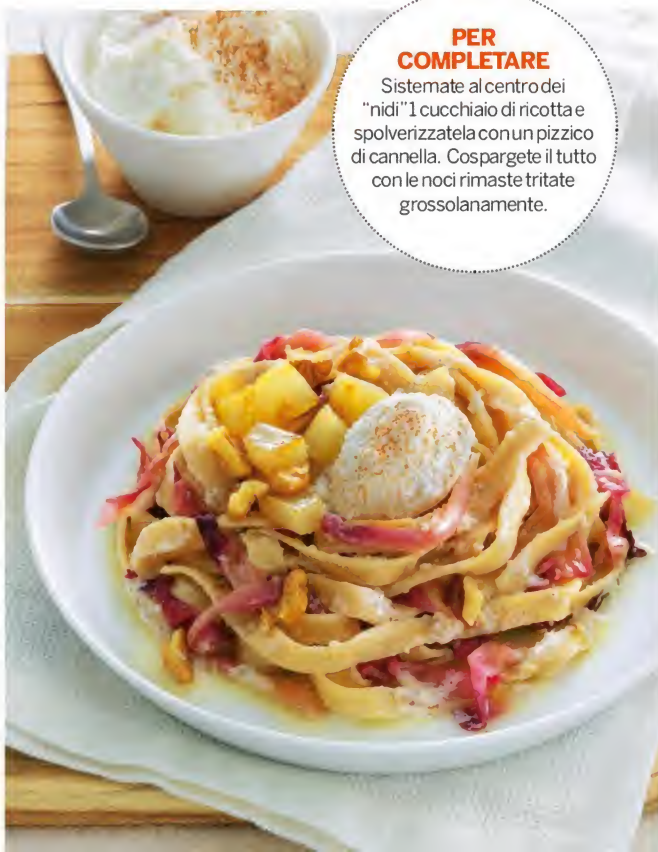 PER
COMPLETARE
Sistemate al centro dei
"nidi" 1 cucchiaio di ricotta e
spolverizzatela con un pizzico
di cannella. Cospargete il tutto
con le noci rimaste tritate
grossolanamente.